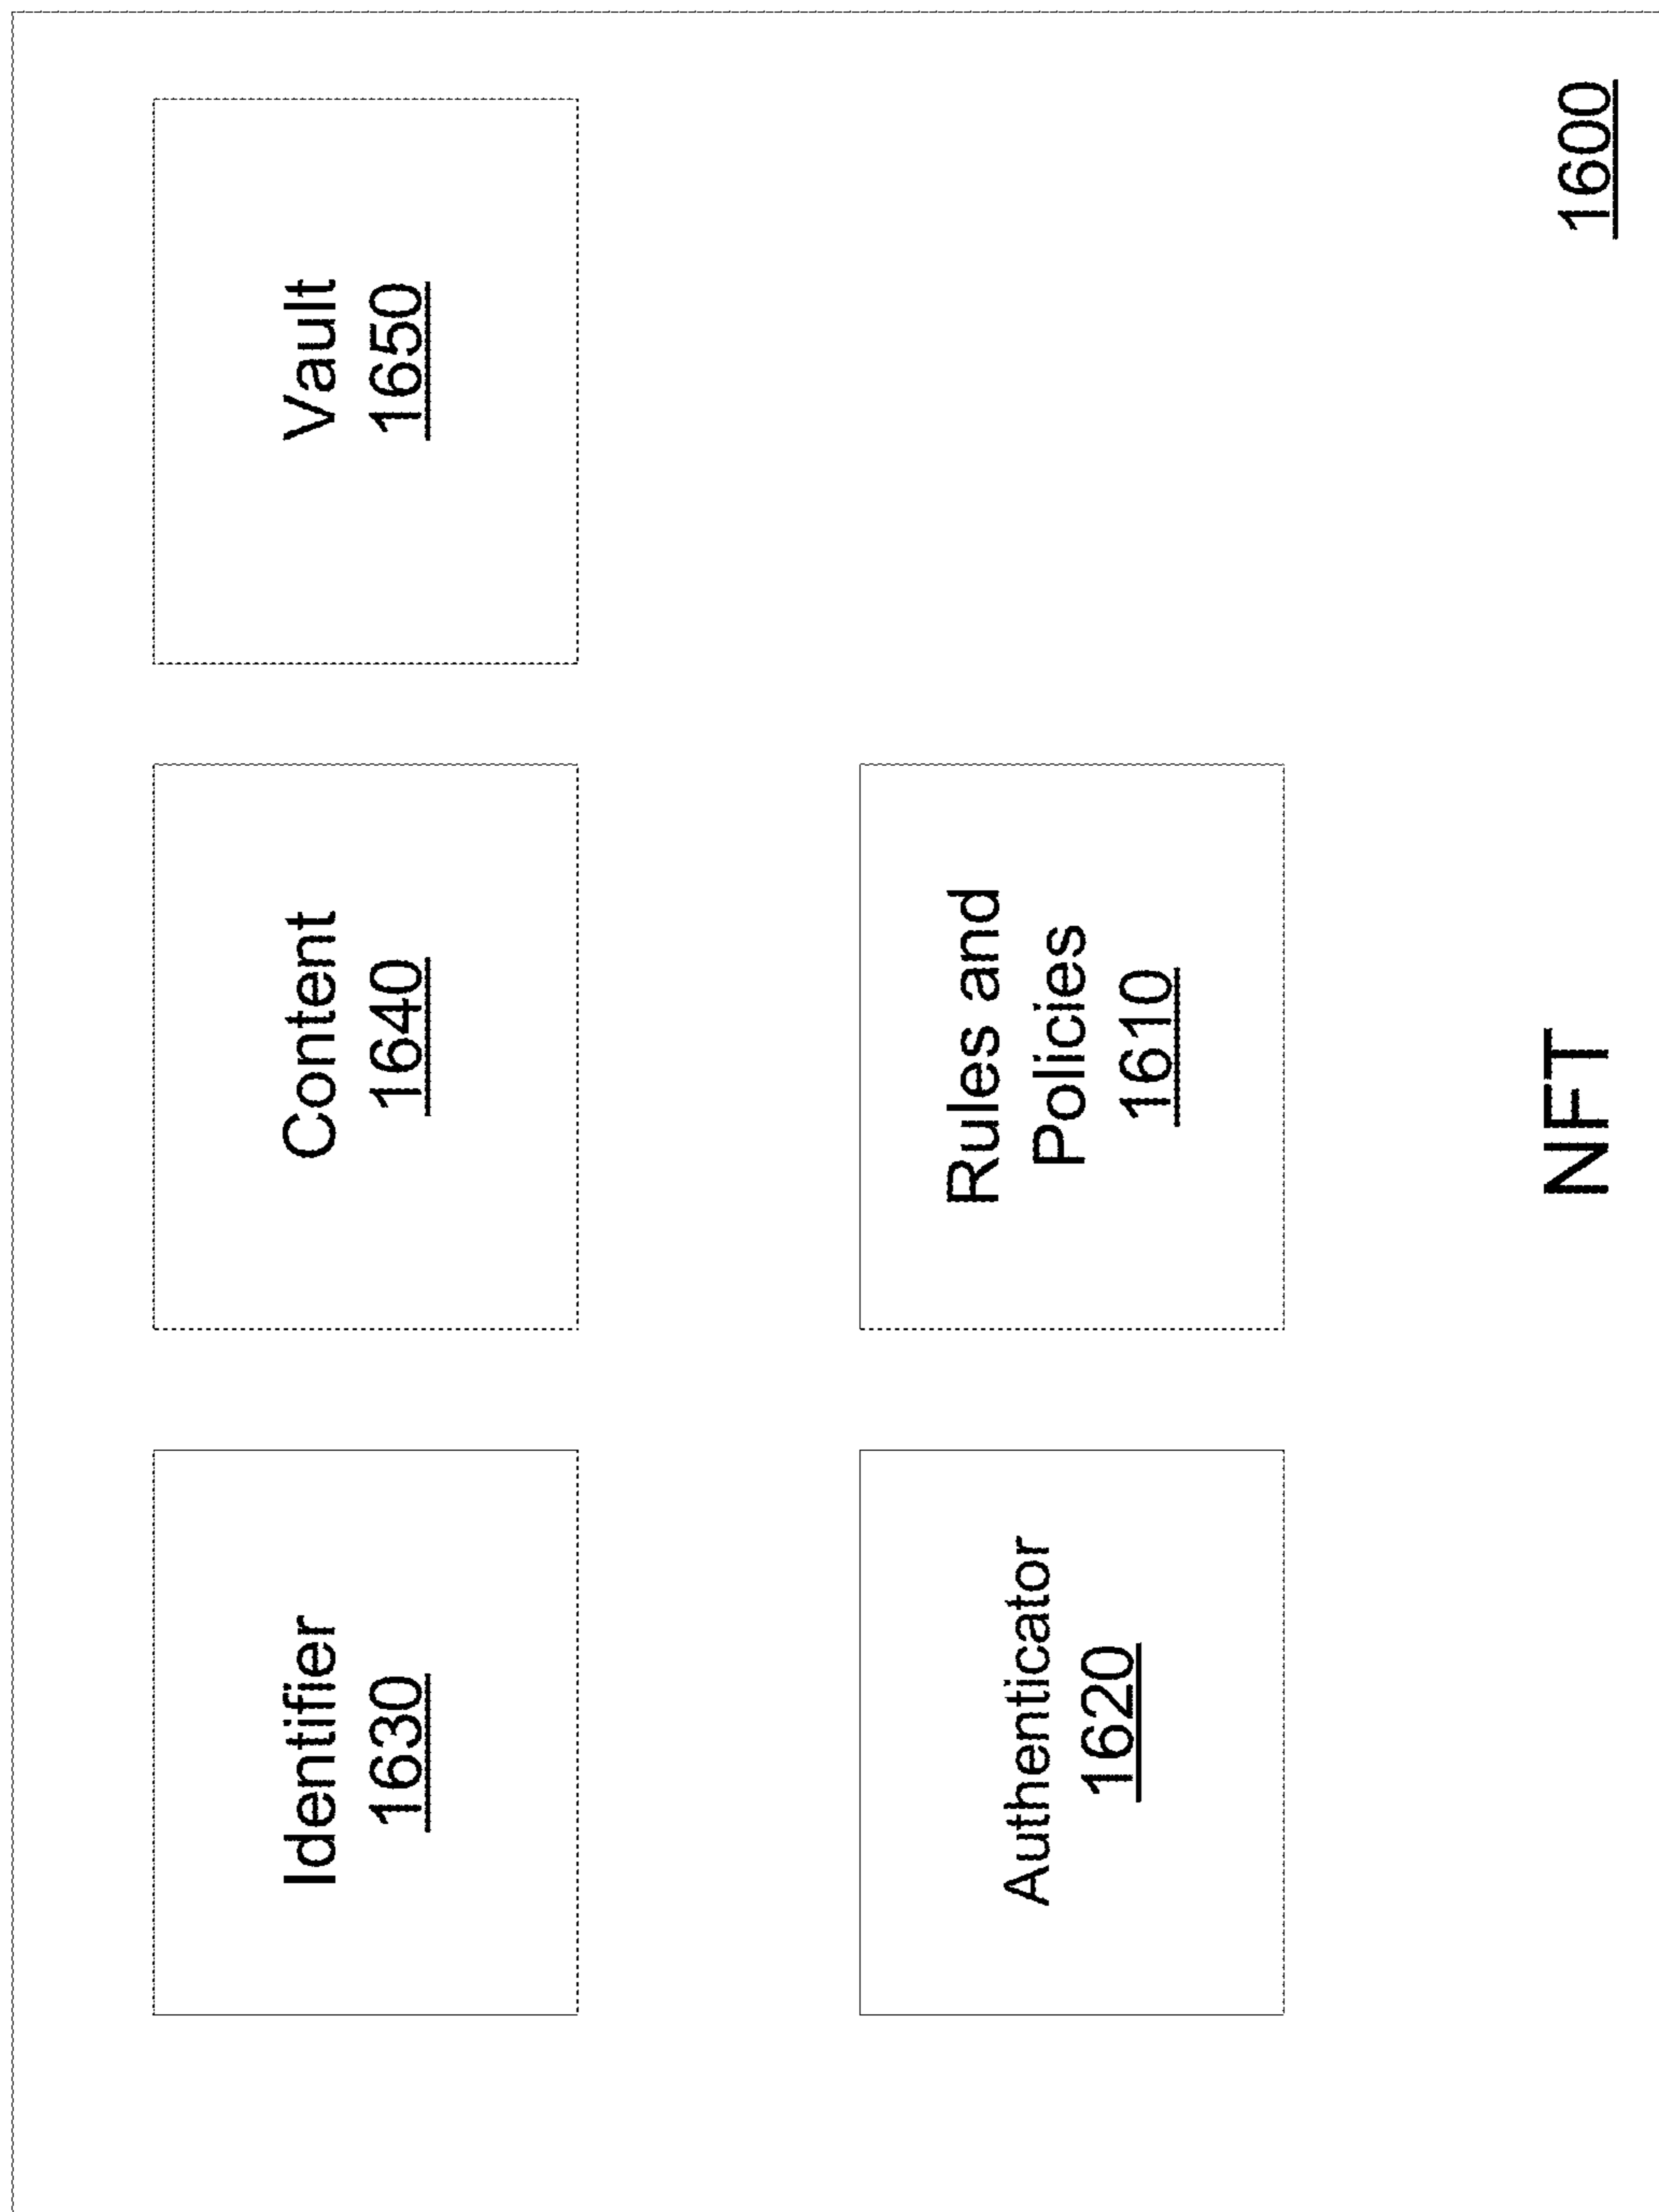 Identifier
1630
Content
1640
Vault
1650
Authenticator
1620
Rules and
Policies
1610
NFT
1600